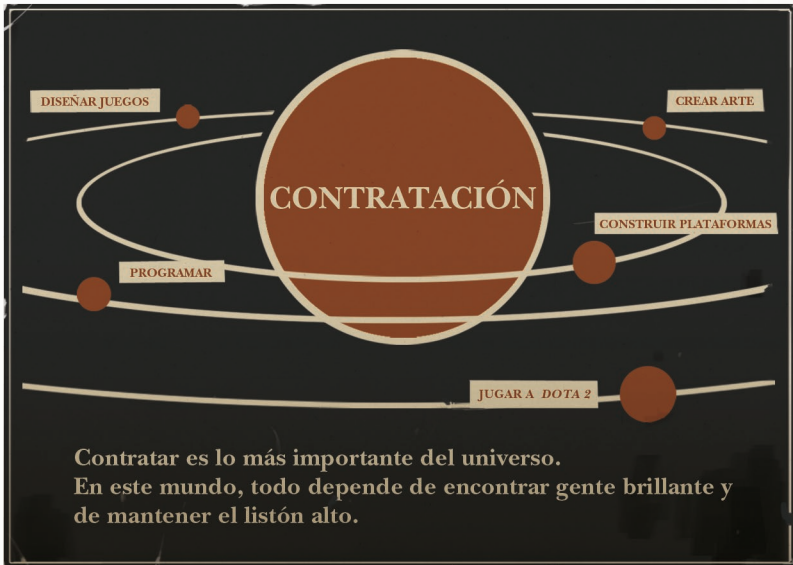 DISEÑAR JUEGOS
CREAR ARTE
CONTRATACIÓN
CONSTRUIR PLATAFORMAS
PROGRAMAR
JUGAR A DOTA 2
Contratar es lo más importante del universo.
En este mundo, todo depende de encontrar gente brillante y
de mantener el listón alto.